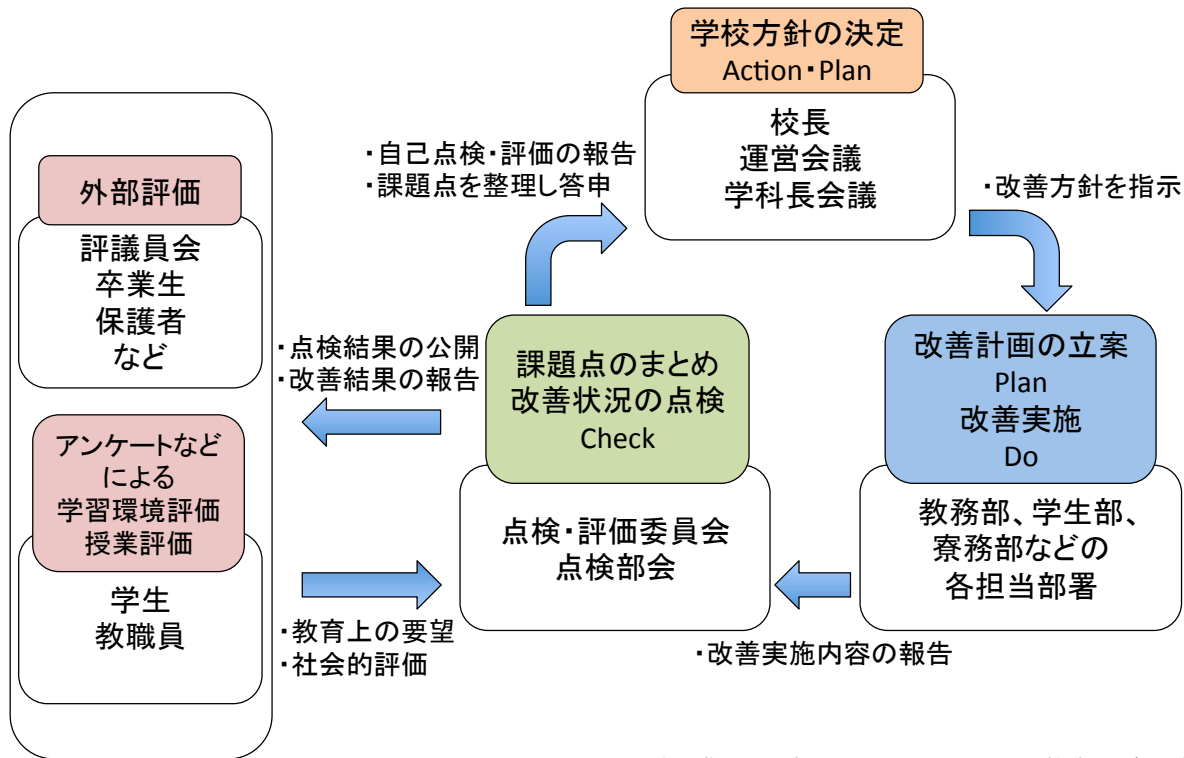 学校方針の決定
Action・Plan
校長
運営会議
学科長会議
・自己点検・評価の報告
・課題点を整理し答申
・改善方針を指示
外部評価
評議員会
卒業生
保護者
など
・点検結果の公開
・改善結果の報告
課題点のまとめ
改善状況の点検
Check
点検・評価委員会
点検部会
改善計画の立案
Plan
改善実施
Do
教務部、学生部、
寮務部などの
各担当部署
アンケートなど
による
学習環境評価
授業評価
学生
教職員
・教育上の要望
・社会的評価
・改善実施内容の報告